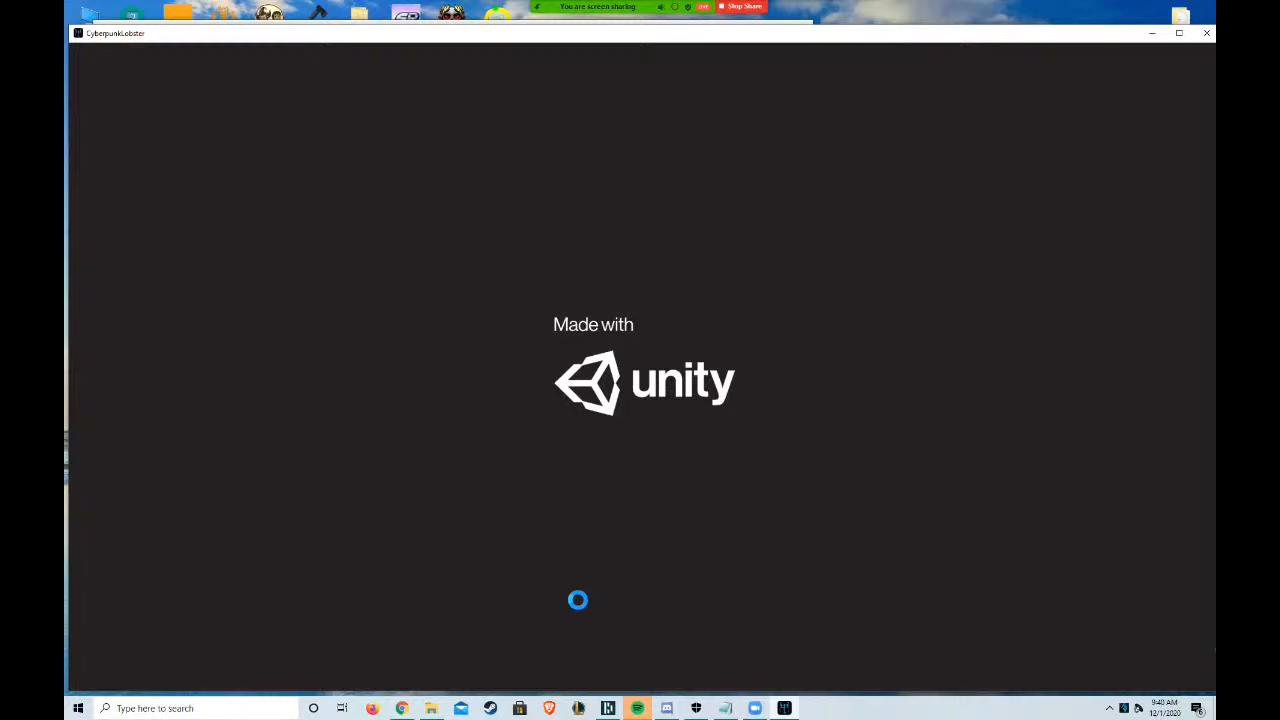 You are screen sharing
LIVE
Stop Share
CyberpunkLobster
Made with
unity
Type here to search
9:40 AM
12/1/2020